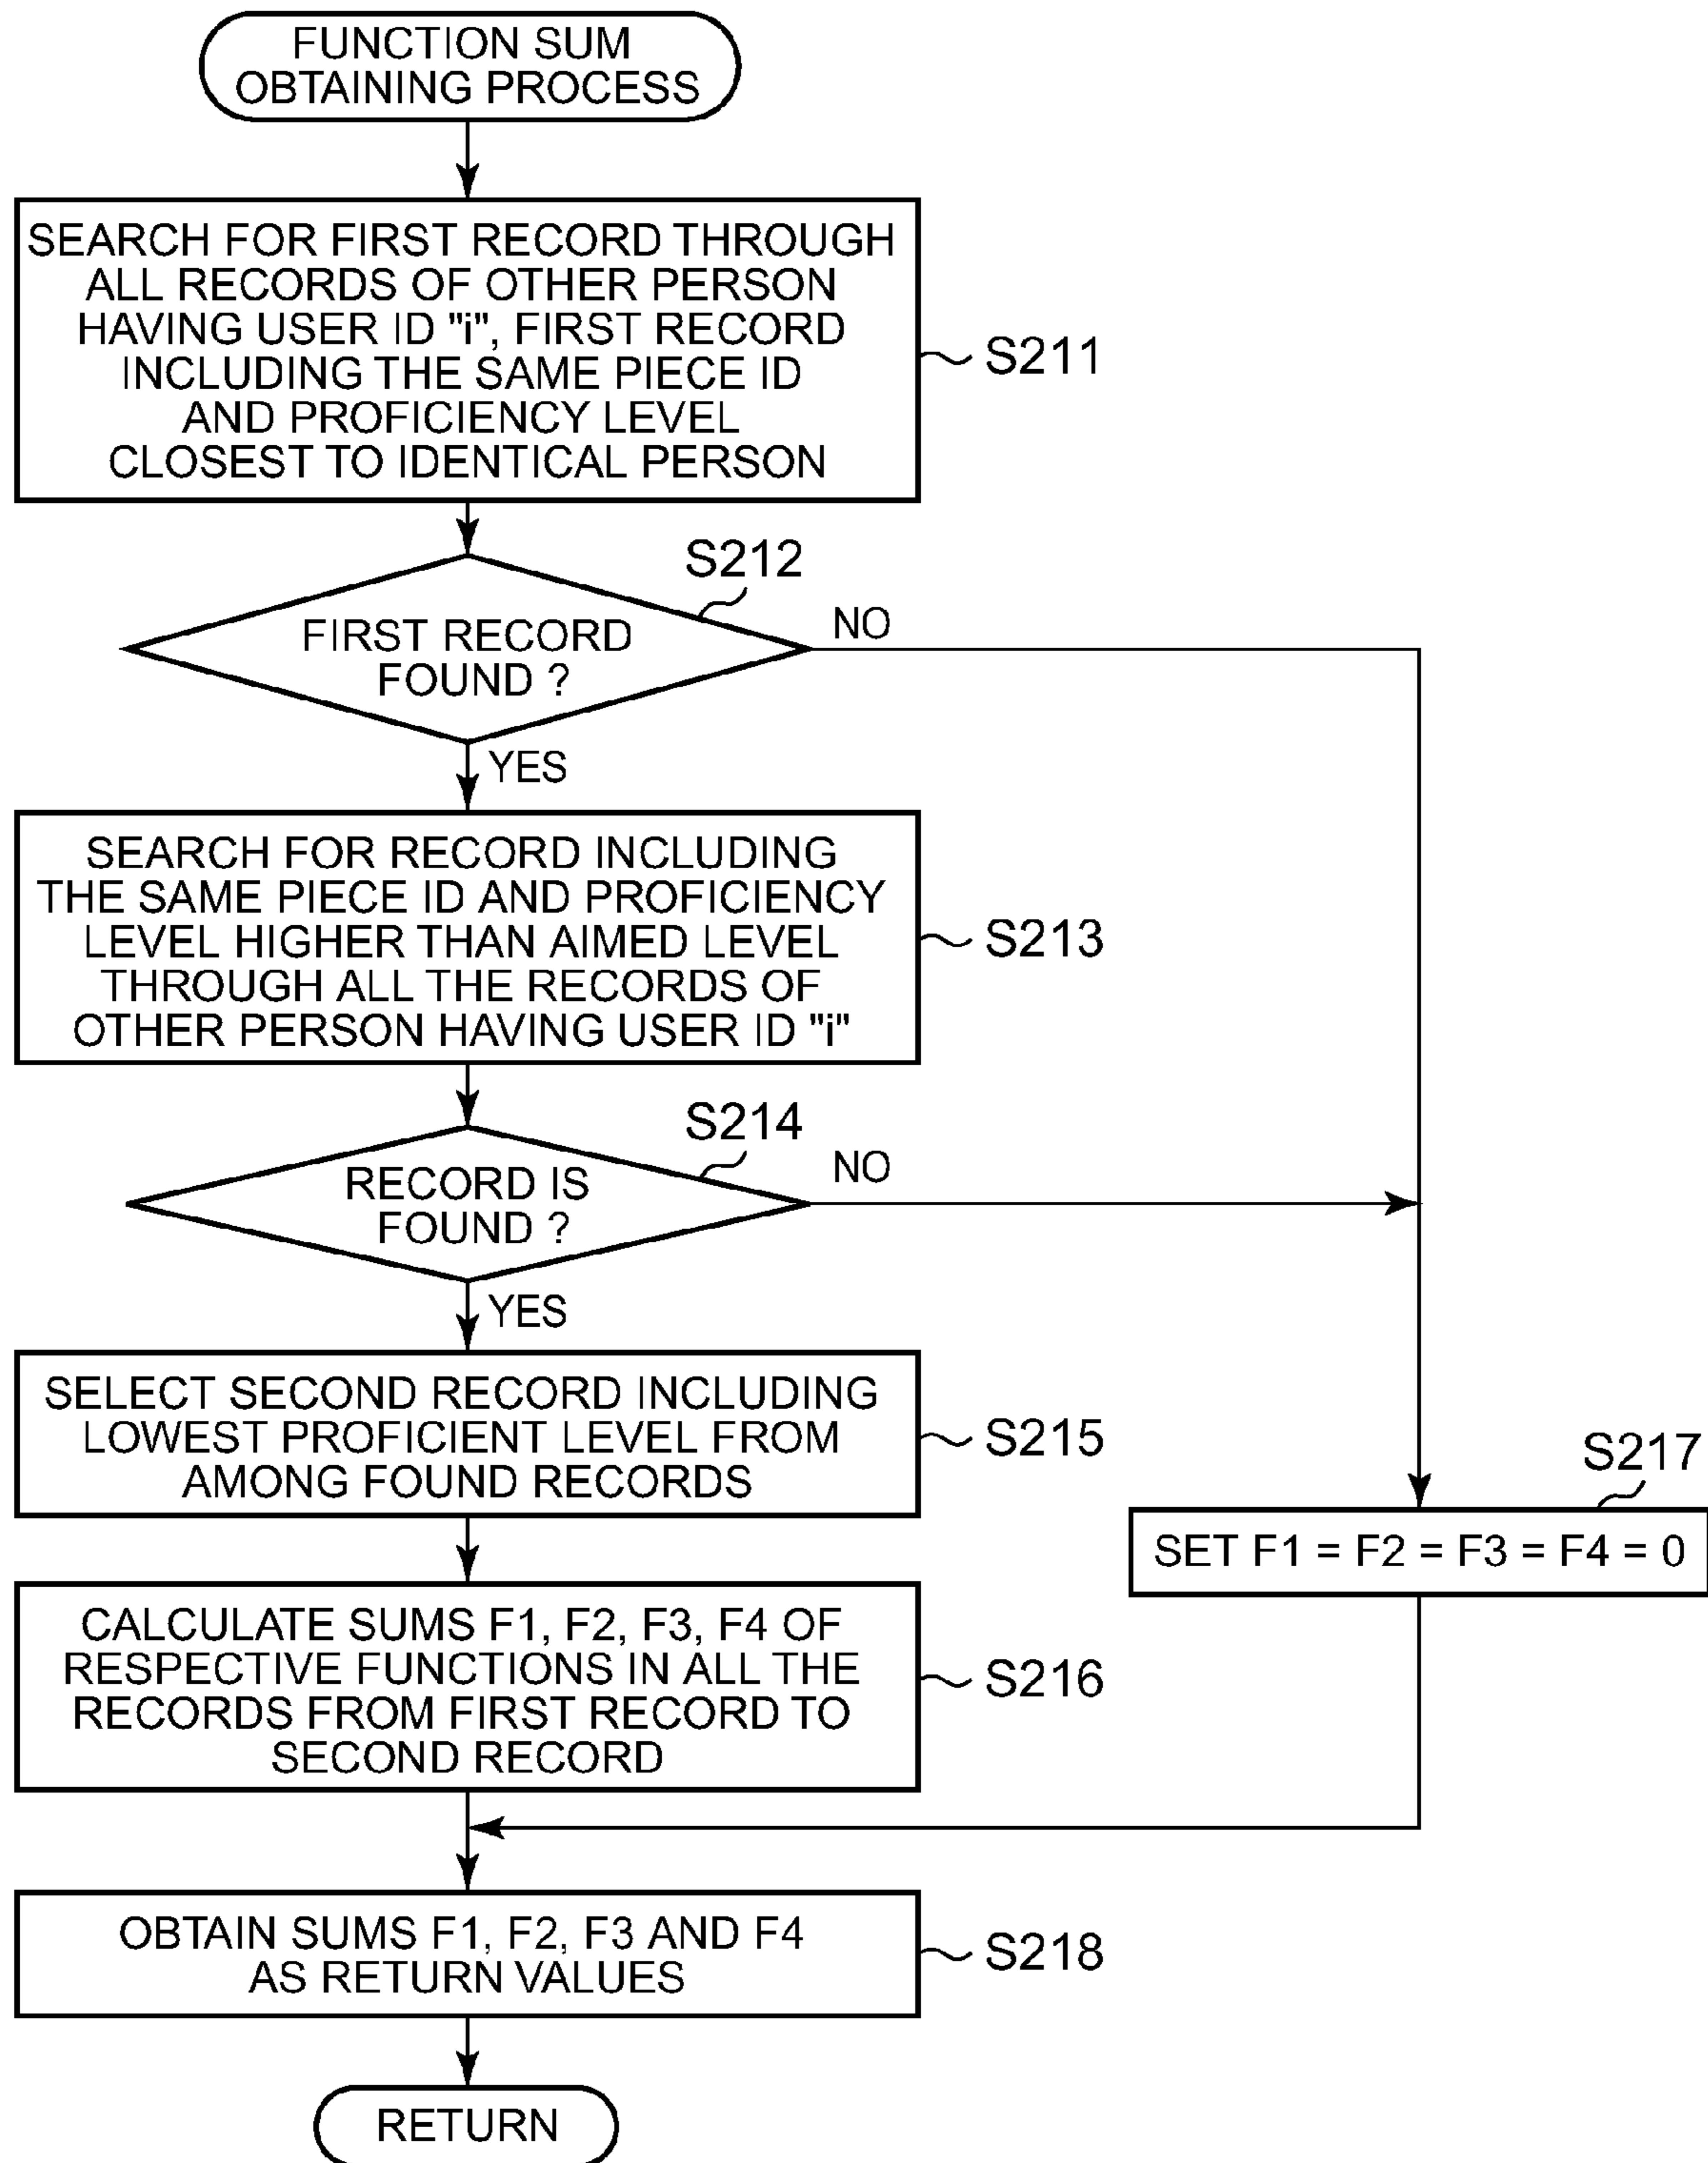 FUNCTION SUM
OBTAINING PROCESS
SEARCH FOR FIRST RECORD THROUGH
ALL RECORDS OF OTHER PERSON
HAVING USER ID "i", FIRST RECORD
INCLUDING THE SAME PIECE ID
AND PROFICIENCY LEVEL
CLOSEST TO IDENTICAL PERSON
S211
S212
FIRST RECORD
FOUND ?
NO
YES
SEARCH FOR RECORD INCLUDING
THE SAME PIECE ID AND PROFICIENCY
LEVEL HIGHER THAN AIMED LEVEL
THROUGH ALL THE RECORDS OF
OTHER PERSON HAVING USER ID "i"
S213
S214
RECORD IS
FOUND ?
NO
YES
SELECT SECOND RECORD INCLUDING
LOWEST PROFICIENT LEVEL FROM
AMONG FOUND RECORDS
S215
S217
SET F1 = F2 = F3 = F4 = 0
CALCULATE SUMS F1, F2, F3, F4 OF
RESPECTIVE FUNCTIONS IN ALL THE
RECORDS FROM FIRST RECORD TO
SECOND RECORD
S216
OBTAIN SUMS F1, F2, F3 AND F4
AS RETURN VALUES
S218
RETURN